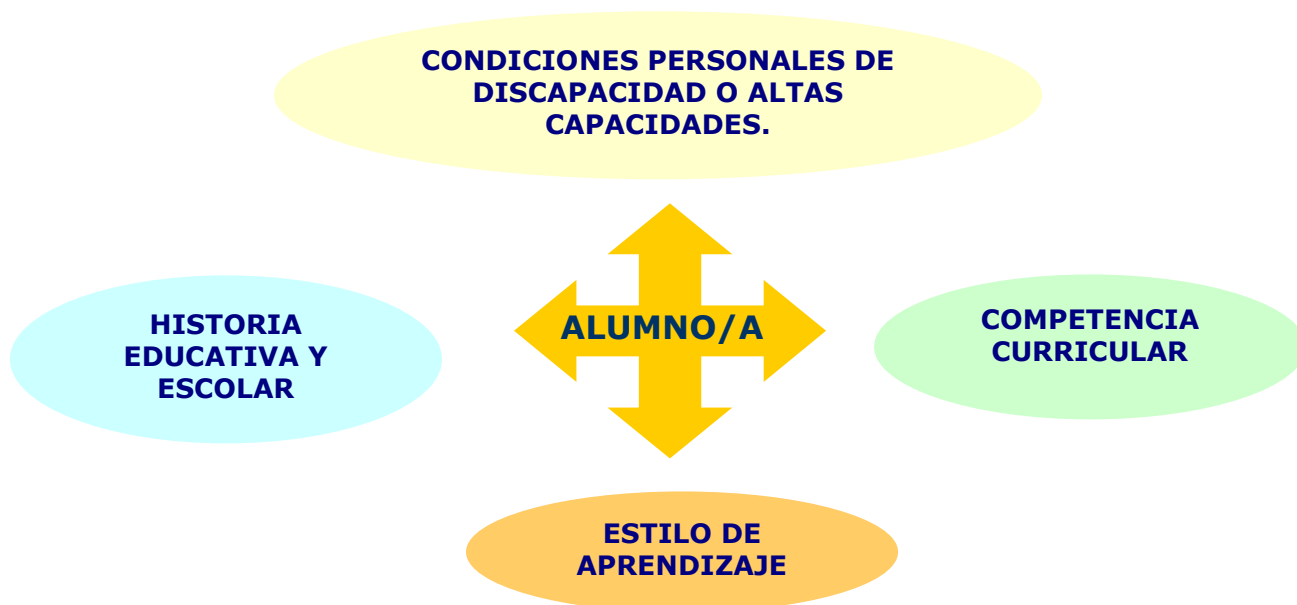 CONDICIONES PERSONALES DE
DISCAPACIDAD O ALTAS
CAPACIDADES.
HISTORIA
EDUCATIVA Y
ESCOLAR
ALUMNO/A
COMPETENCIA
CURRICULAR
ESTILO DE
APRENDIZAJE